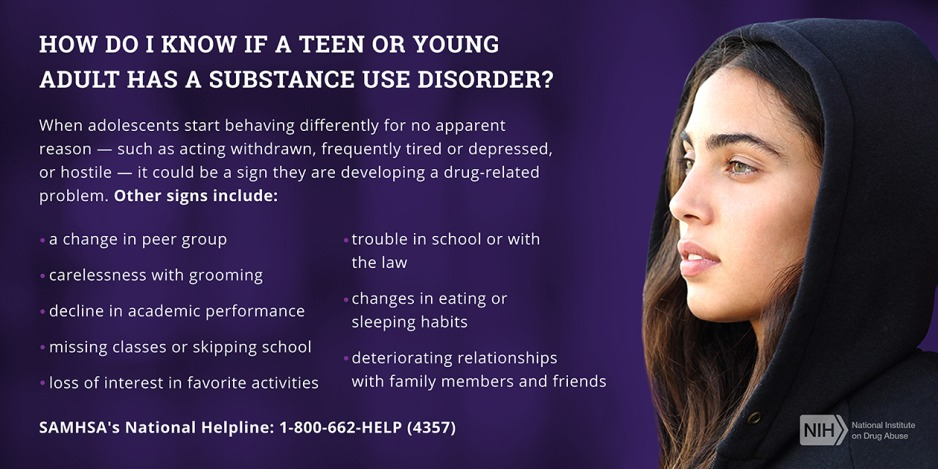 HOW DO I KNOW IF A TEEN OR YOUNG
ADULT HAS A SUBSTANCE USE DISORDER?
When adolescents start behaving differently for no apparent
reason — such as acting withdrawn, frequently tired or depressed,
or hostile — it could be a sign they are developing a drug-related
problem. Other signs include:
• a change in peer group
• carelessness with grooming
• decline in academic performance
• missing classes or skipping school
• loss of interest in favorite activities
• trouble in school or with
the law
• changes in eating or
sleeping habits
• deteriorating relationships
with family members and friends
SAMHSA's National Helpline: 1-800-662-HELP (4357)
NIH
National Institute
on Drug Abuse